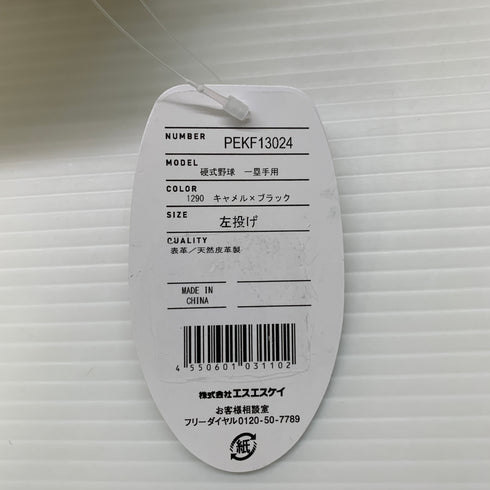 NUMBER PEKF13024
MODEL
硬式野球 一塁手用
COLOR
1290 キャメル×ブラック
SIZE
左投げ
QUALITY
表革／天然皮革製
MADE IN
CHINA
4 550601 031102
株式会社エスエスケイ
お客様相談室
フリーダイヤル0120-50-7789
紙